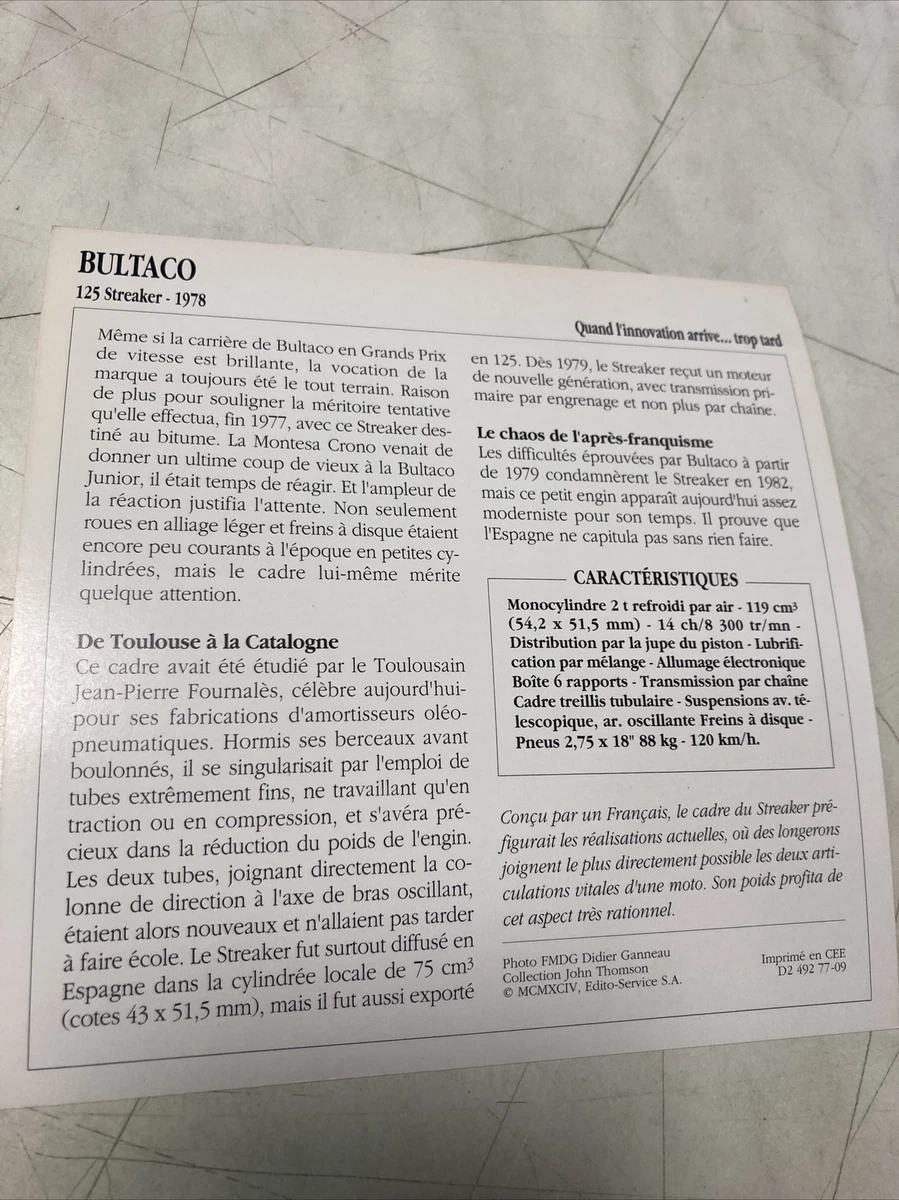 BULTACO
125 Streaker - 1978
Quand l'innovation arrive... trop tard
Même si la carrière de Bultaco en Grands Prix
de vitesse est brillante, la vocation de la
marque a toujours été le tout terrain. Raison
de plus pour souligner la méritoire tentative
qu'elle effectua, fin 1977, avec ce Streaker des-
tiné au bitume. La Montesa Crono venait de
donner un ultime coup de vieux à la Bultaco
Junior, il était temps de réagir. Et l'ampleur de
la réaction justifia l'attente. Non seulement
roues en alliage léger et freins à disque étaient
encore peu courants à l'époque en petites cy-
lindrées, mais le cadre lui-même mérite
quelque attention.
De Toulouse à la Catalogne
Ce cadre avait été étudié par le Toulousain
Jean-Pierre Fournalès, célèbre aujourd'hui-
pour ses fabrications d'amortisseurs oléo-
pneumatiques. Hormis ses berceaux avant
boulonnés, il se singularisait par l'emploi de
tubes extrêmement fins, ne travaillant qu'en
traction ou en compression, et s'avéra pré-
cieux dans la réduction du poids de l'engin.
Les deux tubes, joignant directement la co-
lonne de direction à l'axe de bras oscillant,
étaient alors nouveaux et n'allaient pas tarder
à faire école. Le Streaker fut surtout diffusé en
Espagne dans la cylindrée locale de 75 cm³
(cotes 43 x 51,5 mm), mais il fut aussi exporté
en 125. Dès 1979, le Streaker reçut un moteur
de nouvelle génération, avec transmission pri-
maire par engrenage et non plus par chaîne.
Le chaos de l'après-franquisme
Les difficultés éprouvées par Bultaco à partir
de 1979 condamnèrent le Streaker en 1982,
mais ce petit engin apparaît aujourd'hui assez
moderniste pour son temps. Il prouve que
l'Espagne ne capitula pas sans rien faire.
CARACTÉRISTIQUES
Monocylindre 2 t refroidi par air - 119 cm³
(54,2 x 51,5 mm) - 14 ch/8 300 tr/mn -
Distribution par la jupe du piston - Lubrifi-
cation par mélange - Allumage électronique
Boîte 6 rapports - Transmission par chaîne
Cadre treillis tubulaire - Suspensions av. té-
lescopique, ar. oscillante Freins à disque -
Pneus 2,75 x 18" 88 kg - 120 km/h.
Conçu par un Français, le cadre du Streaker pré-
figurait les réalisations actuelles, où des longerons
joignent le plus directement possible les deux arti-
culations vitales d'une moto. Son poids profita de
cet aspect très rationnel.
Photo FMDG Didier Ganneau
Collection John Thomson
© MCMXCIV, Edito-Service S.A.
Imprimé en CEE
D2 492 77-09